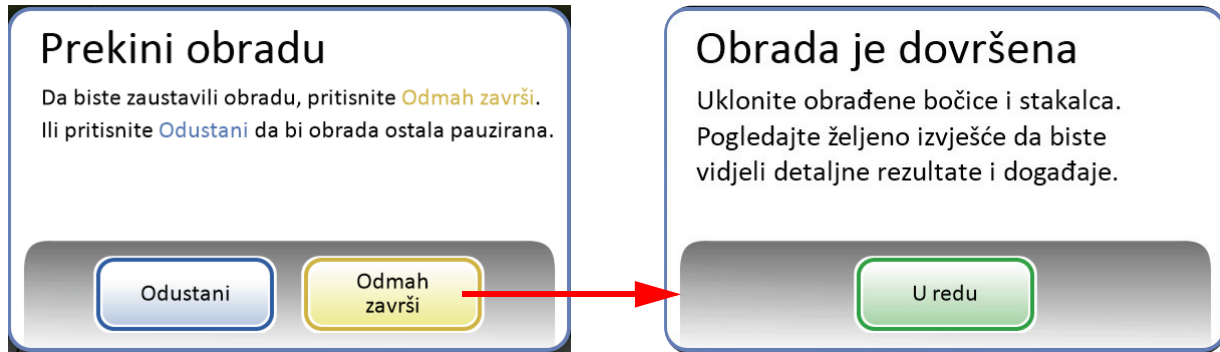 Prekini obradu
Da biste zaustavili obradu, pritisnite Odmah završi.
Ili pritisnite Odustani da bi obrada ostala pauzirana.
Odustani
Odmah
završi
Obrada je dovršena
Uklonite obrađene bočice i stakalca.
Pogledajte željeno izvješće da biste
vidjeli detaljne rezultate i događaje.
U redu